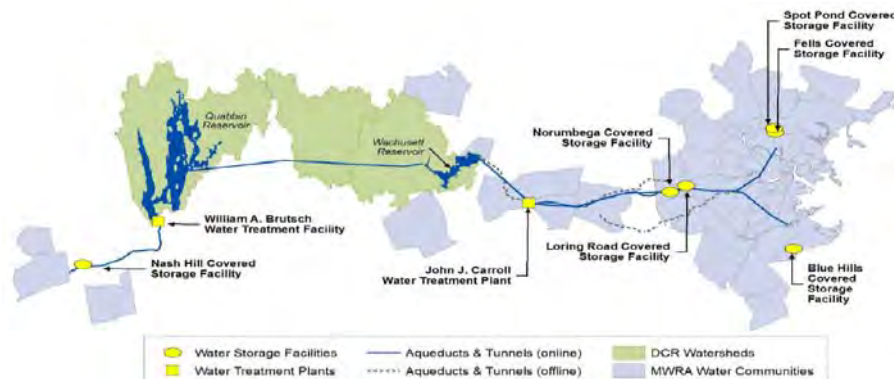 Spot Pond Covered
Storage Facility
Fells Covered
Storage Facility
Quabbin
Reservoir
Wachusett
Reservoir
Norumbega Covered
Storage Facility
William A. Brutsch
Water Treatment Facility
Nash Hill Covered
Storage Facility
John J. Carroll
Water Treatment Plant
Loring Road Covered
Storage Facility
Blue Hills
Covered
Storage
Facility
Water Storage Facilities
Aqueducts & Tunnels (online)
DCR Watersheds
Water Treatment Plants
Aqueducts & Tunnels (offline)
MWRA Water Communities